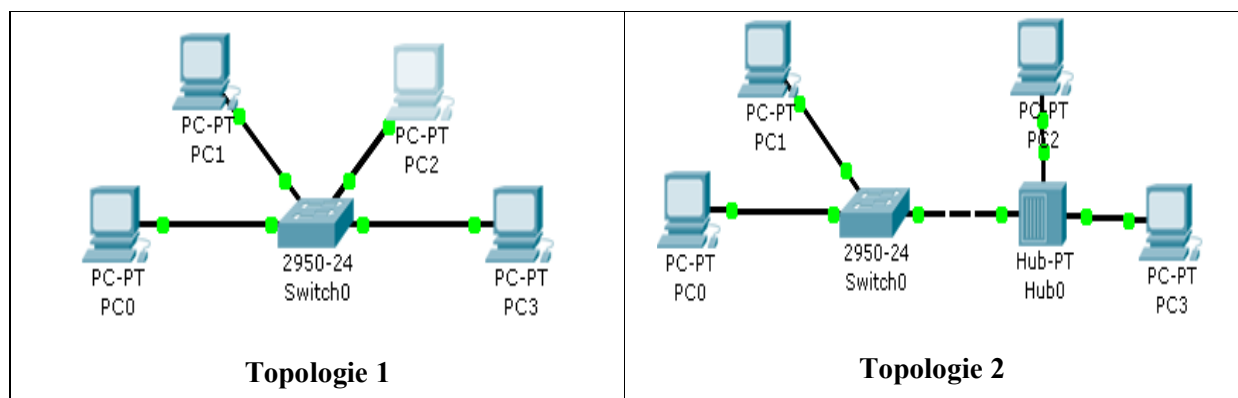 PC-PT
PC1
PC-PT
PC2
PC-PT
PC0
2950-24
Switch0
PC-PT
PC3
Topologie 1
PC-PT
PC1
PC-PT
PC2
PC-PT
PC0
2950-24
Switch0
Hub-PT
Hub0
PC-PT
PC3
Topologie 2